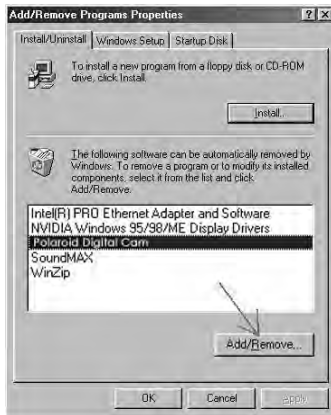 Add/Remove Programs Properties
Install/Uninstall Windows Setup Startup Disk
To install a new program from a floppy disk or CD-ROM
drive, click Install.
Install...
The following software can be automatically removed by
Windows. To remove a program or to modify its installed
components, select it from the list and click
Add/Remove.
Intel(R) PRO Ethernet Adapter and Software
NVIDIA Windows 95/98/ME Display Drivers
Polaroid Digital Cam
SoundMAX
WinZip
Add/Remove...
OK Cancel Apply